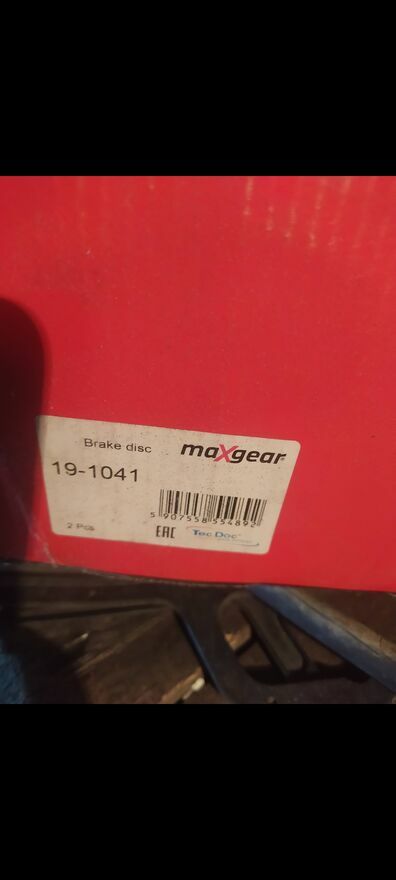 Brake disc maXgear
19-1041
5 907558 554895
2 Pcs EAC TecDoc